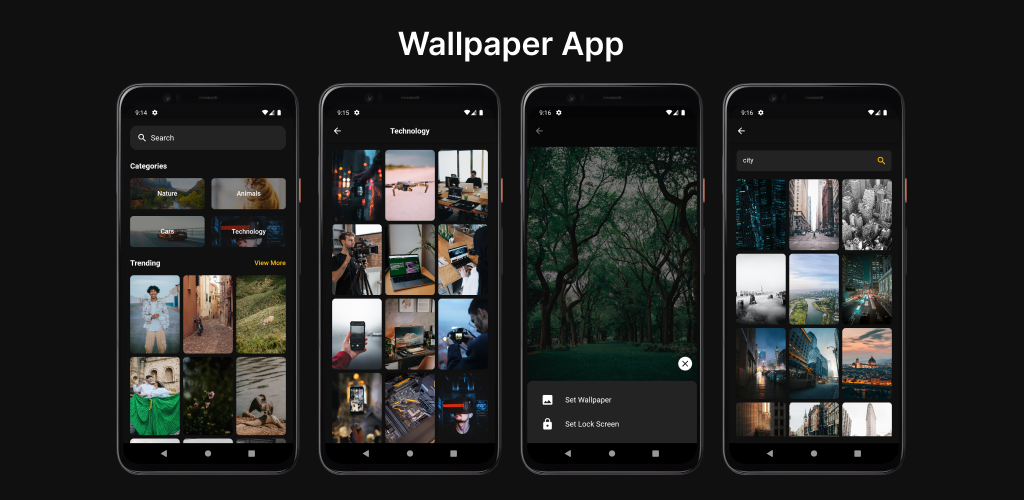 Wallpaper App
9:14
Search
Categories
Nature
Animals
Cars
Technology
Trending
View More
9:15
Technology
9:16
Set Wallpaper
Set Lock Screen
9:16
city